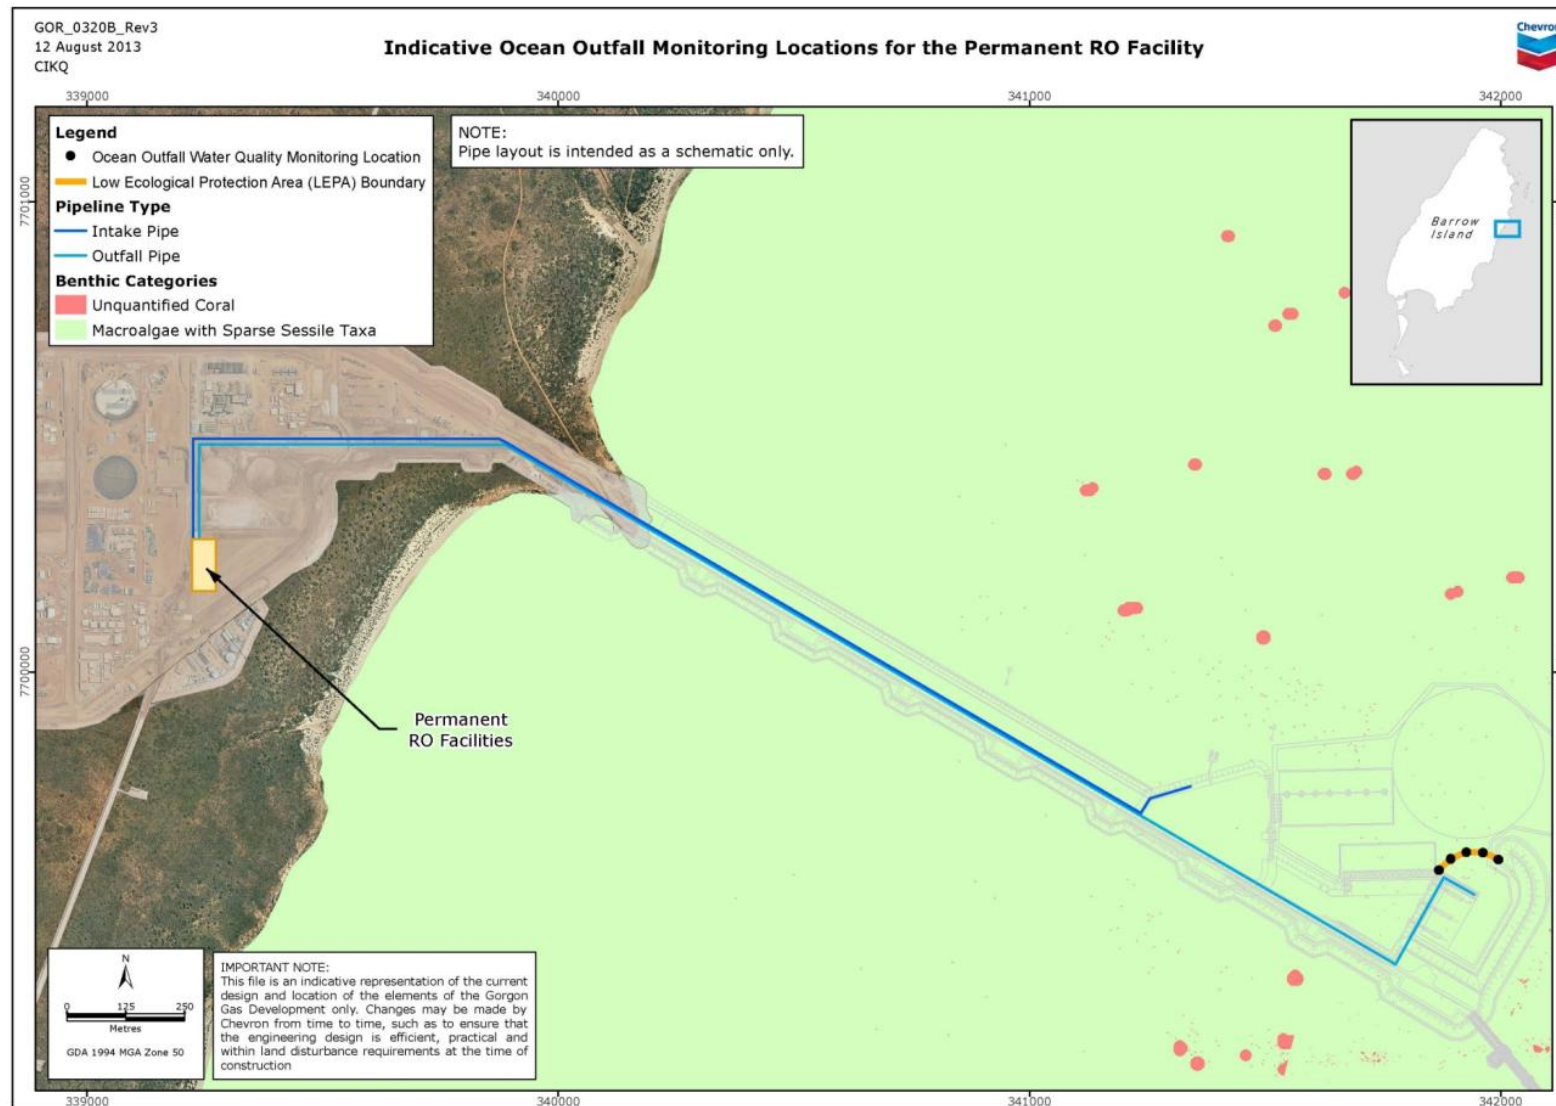 GOR_0320B_Rev3
12 August 2013
CIKQ
Indicative Ocean Outfall Monitoring Locations for the Permanent RO Facility
Chevron
339000
340000
341000
342000
Legend
Ocean Outfall Water Quality Monitoring Location
Low Ecological Protection Area (LEPA) Boundary
Pipeline Type
Intake Pipe
Outfall Pipe
Benthic Categories
Unquantified Coral
Macroalgae with Sparse Sessile Taxa
NOTE:
Pipe layout is intended as a schematic only.
Barrow
Island
7701000
7700000
Permanent
RO Facilities
N
0 125 250
Metres
GDA 1994 MGA Zone 50
IMPORTANT NOTE:
This file is an indicative representation of the current
design and location of the elements of the Gorgon
Gas Development only. Changes may be made by
Chevron from time to time, such as to ensure that
the engineering design is efficient, practical and
within land disturbance requirements at the time of
construction
339000
340000
341000
342000